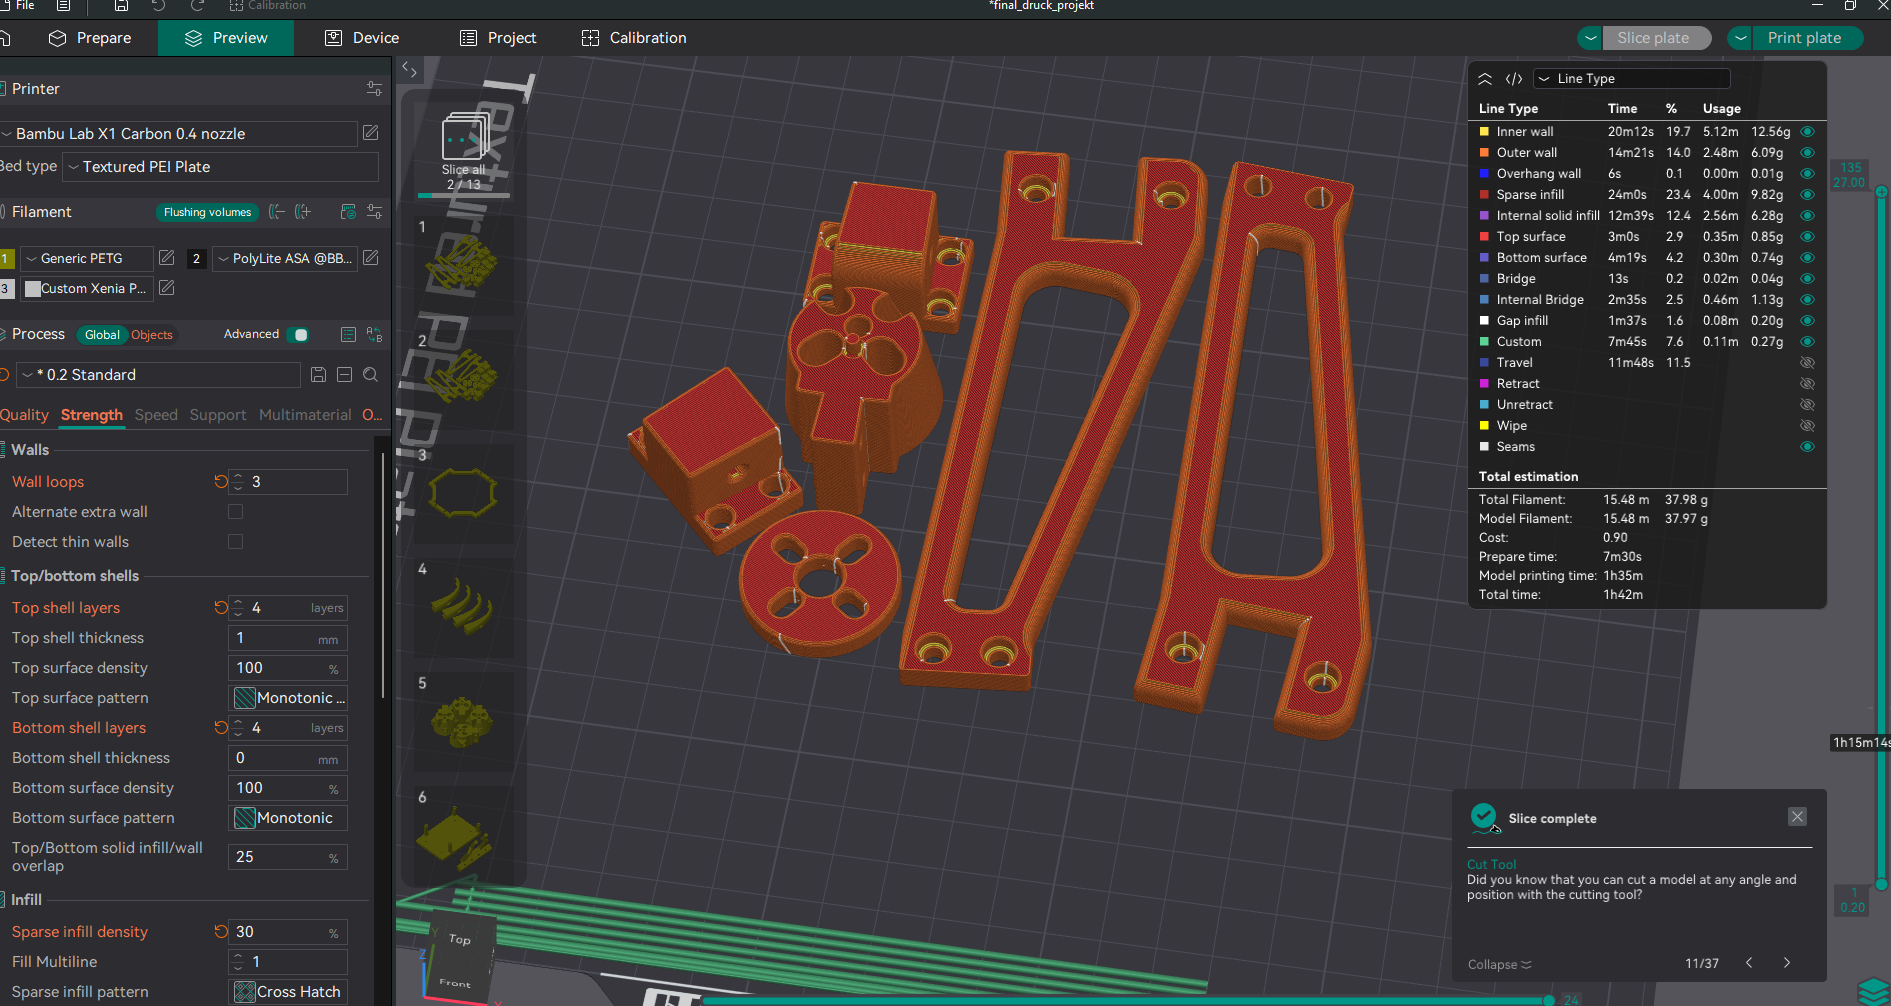 File
Calibration
*final_druck_projekt
Prepare
Preview
Device
Project
Calibration
Slice plate
Print plate
Printer
Bambu Lab X1 Carbon 0.4 nozzle
Bed type
Textured PEI Plate
Filament
Flushing volumes
1 Generic PETG
2 PolyLite ASA @BB...
3 Custom Xenia P...
Process
Global
Objects
Advanced
* 0.2 Standard
Quality
Strength
Speed
Support
Multimaterial
O...
Walls
Wall loops 3
Alternate extra wall
Detect thin walls
Top/bottom shells
Top shell layers 4 layers
Top shell thickness 1 mm
Top surface density 100 %
Top surface pattern Monotonic ...
Bottom shell layers 4 layers
Bottom shell thickness 0 mm
Bottom surface density 100 %
Bottom surface pattern Monotonic
Top/Bottom solid infill/wall
overlap 25 %
Infill
Sparse infill density 30 %
Fill Multiline 1
Sparse infill pattern Cross Hatch
Slice all
2 / 13
1
2
3
4
5
6
Textured PEI Plate
Top
Front
Y
Z
X
Line Type
Line Type Time % Usage
Inner wall 20m12s 19.7 5.12m 12.56g
Outer wall 14m21s 14.0 2.48m 6.09g
Overhang wall 6s 0.1 0.00m 0.01g
Sparse infill 24m0s 23.4 4.00m 9.82g
Internal solid infill 12m39s 12.4 2.56m 6.28g
Top surface 3m0s 2.9 0.35m 0.85g
Bottom surface 4m19s 4.2 0.30m 0.74g
Bridge 13s 0.2 0.02m 0.04g
Internal Bridge 2m35s 2.5 0.46m 1.13g
Gap infill 1m37s 1.6 0.08m 0.20g
Custom 7m45s 7.6 0.11m 0.27g
Travel 11m48s 11.5
Retract
Unretract
Wipe
Seams
Total estimation
Total Filament: 15.48 m 37.98 g
Model Filament: 15.48 m 37.97 g
Cost: 0.90
Prepare time: 7m30s
Model printing time: 1h35m
Total time: 1h42m
135
27.00
1h15m14s
1
0.20
Slice complete
Cut Tool
Did you know that you can cut a model at any angle and
position with the cutting tool?
Collapse
11/37
24